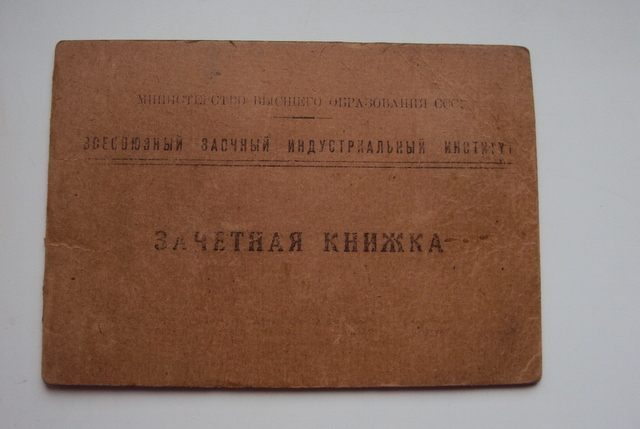 МИНИСТЕРСТВО ВЫСШЕГО ОБРАЗОВАНИЯ СССР
ВСЕСОЮЗНЫЙ ЗАОЧНЫЙ ИНДУСТРИАЛЬНЫЙ ИНСТИТУТ
ЗАЧЕТНАЯ КНИЖКА